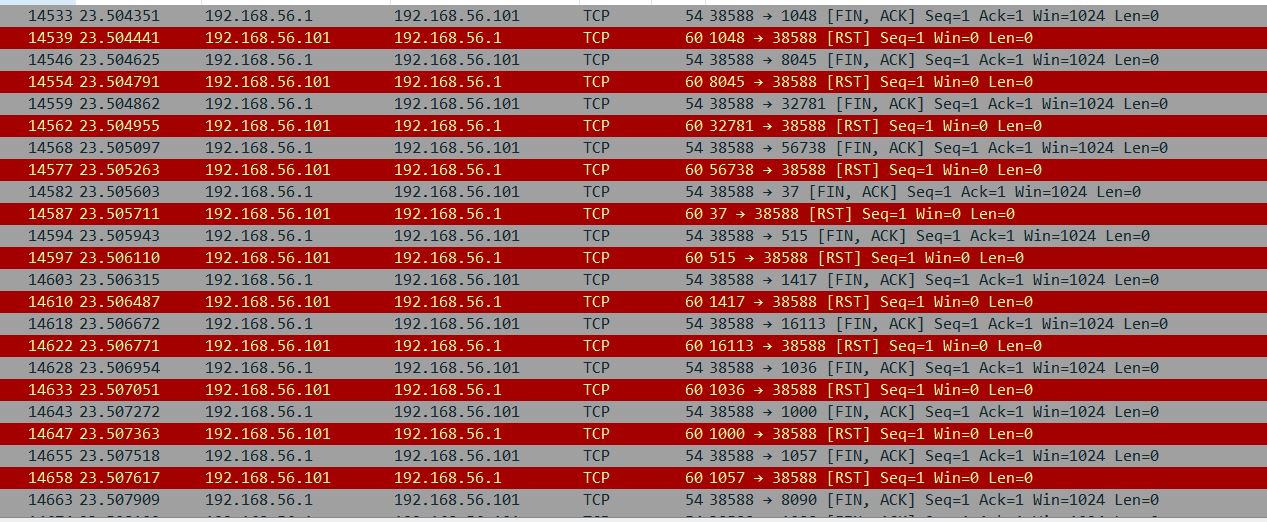 14533 23.504351 192.168.56.1 192.168.56.101 TCP 54 38588 → 1048 [FIN, ACK] Seq=1 Ack=1 Win=1024 Len=0
14539 23.504441 192.168.56.101 192.168.56.1 TCP 60 1048 → 38588 [RST] Seq=1 Win=0 Len=0
14546 23.504625 192.168.56.1 192.168.56.101 TCP 54 38588 → 8045 [FIN, ACK] Seq=1 Ack=1 Win=1024 Len=0
14554 23.504791 192.168.56.101 192.168.56.1 TCP 60 8045 → 38588 [RST] Seq=1 Win=0 Len=0
14559 23.504862 192.168.56.1 192.168.56.101 TCP 54 38588 → 32781 [FIN, ACK] Seq=1 Ack=1 Win=1024 Len=0
14562 23.504955 192.168.56.101 192.168.56.1 TCP 60 32781 → 38588 [RST] Seq=1 Win=0 Len=0
14568 23.505097 192.168.56.1 192.168.56.101 TCP 54 38588 → 56738 [FIN, ACK] Seq=1 Ack=1 Win=1024 Len=0
14577 23.505263 192.168.56.101 192.168.56.1 TCP 60 56738 → 38588 [RST] Seq=1 Win=0 Len=0
14582 23.505603 192.168.56.1 192.168.56.101 TCP 54 38588 → 37 [FIN, ACK] Seq=1 Ack=1 Win=1024 Len=0
14587 23.505711 192.168.56.101 192.168.56.1 TCP 60 37 → 38588 [RST] Seq=1 Win=0 Len=0
14594 23.505943 192.168.56.1 192.168.56.101 TCP 54 38588 → 515 [FIN, ACK] Seq=1 Ack=1 Win=1024 Len=0
14597 23.506110 192.168.56.101 192.168.56.1 TCP 60 515 → 38588 [RST] Seq=1 Win=0 Len=0
14603 23.506315 192.168.56.1 192.168.56.101 TCP 54 38588 → 1417 [FIN, ACK] Seq=1 Ack=1 Win=1024 Len=0
14610 23.506487 192.168.56.101 192.168.56.1 TCP 60 1417 → 38588 [RST] Seq=1 Win=0 Len=0
14618 23.506672 192.168.56.1 192.168.56.101 TCP 54 38588 → 16113 [FIN, ACK] Seq=1 Ack=1 Win=1024 Len=0
14622 23.506771 192.168.56.101 192.168.56.1 TCP 60 16113 → 38588 [RST] Seq=1 Win=0 Len=0
14628 23.506954 192.168.56.1 192.168.56.101 TCP 54 38588 → 1036 [FIN, ACK] Seq=1 Ack=1 Win=1024 Len=0
14633 23.507051 192.168.56.101 192.168.56.1 TCP 60 1036 → 38588 [RST] Seq=1 Win=0 Len=0
14643 23.507272 192.168.56.1 192.168.56.101 TCP 54 38588 → 1000 [FIN, ACK] Seq=1 Ack=1 Win=1024 Len=0
14647 23.507363 192.168.56.101 192.168.56.1 TCP 60 1000 → 38588 [RST] Seq=1 Win=0 Len=0
14655 23.507518 192.168.56.1 192.168.56.101 TCP 54 38588 → 1057 [FIN, ACK] Seq=1 Ack=1 Win=1024 Len=0
14658 23.507617 192.168.56.101 192.168.56.1 TCP 60 1057 → 38588 [RST] Seq=1 Win=0 Len=0
14663 23.507909 192.168.56.1 192.168.56.101 TCP 54 38588 → 8090 [FIN, ACK] Seq=1 Ack=1 Win=1024 Len=0